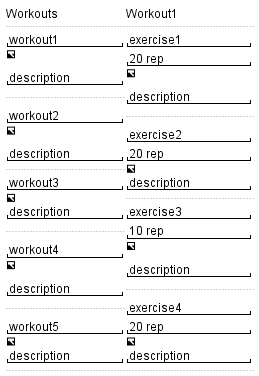 Workouts
workout1
description
workout2
description
workout3
description
workout4
description
workout5
description
Workout1
exercise1
20 rep
description
exercise2
20 rep
description
exercise3
10 rep
description
exercise4
20 rep
description